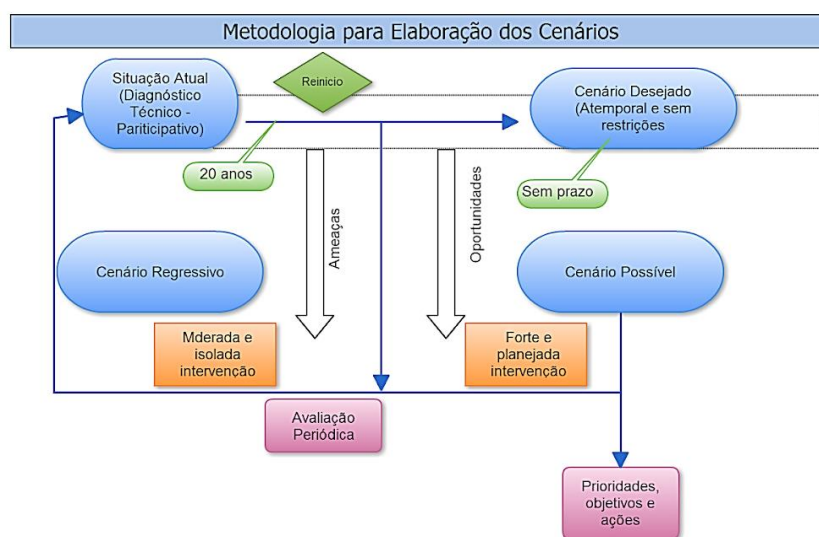 Metodologia para Elaboração dos Cenários
Situação Atual
(Diagnóstico
Técnico -
Pariticipativo)
Reinicio
Cenário Desejado
(Atemporal e sem
restrições
20 anos
Sem prazo
Ameaças
Oportunidades
Cenário Regressivo
Cenário Possível
Mderada e
isolada
intervenção
Forte e
planejada
intervenção
Avaliação
Periódica
Prioridades,
objetivos e
ações